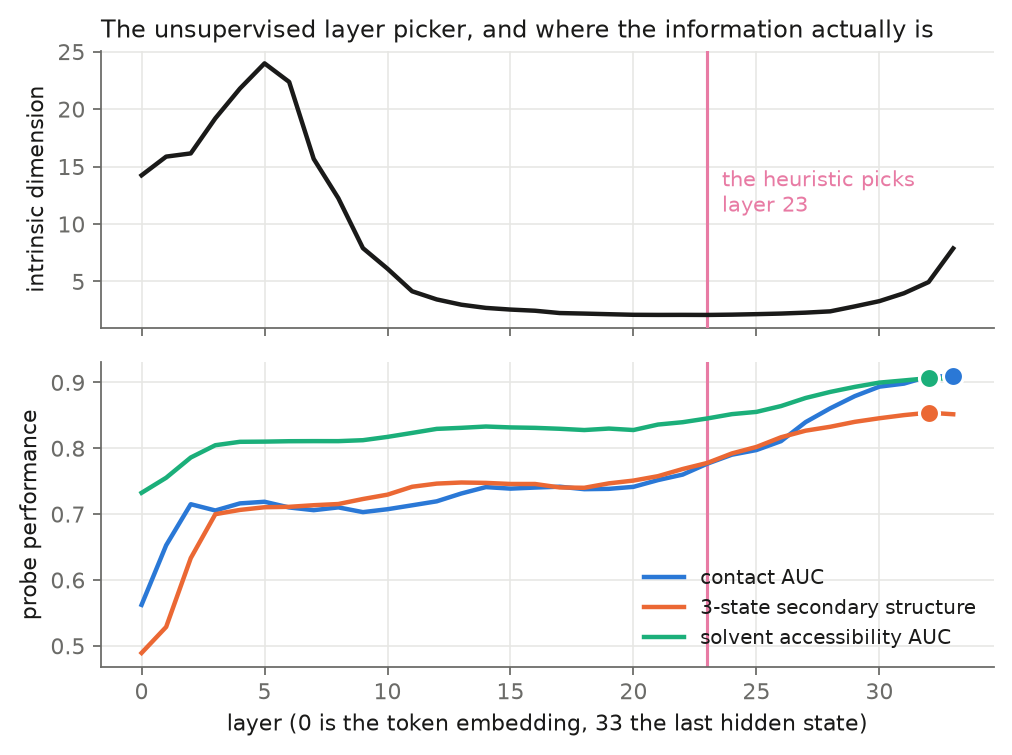 The unsupervised layer picker, and where the information actually is
25
20
15
10
5
intrinsic dimension
the heuristic picks
layer 23
0.9
0.8
0.7
0.6
0.5
probe performance
contact AUC
3-state secondary structure
solvent accessibility AUC
0 5 10 15 20 25 30
layer (0 is the token embedding, 33 the last hidden state)